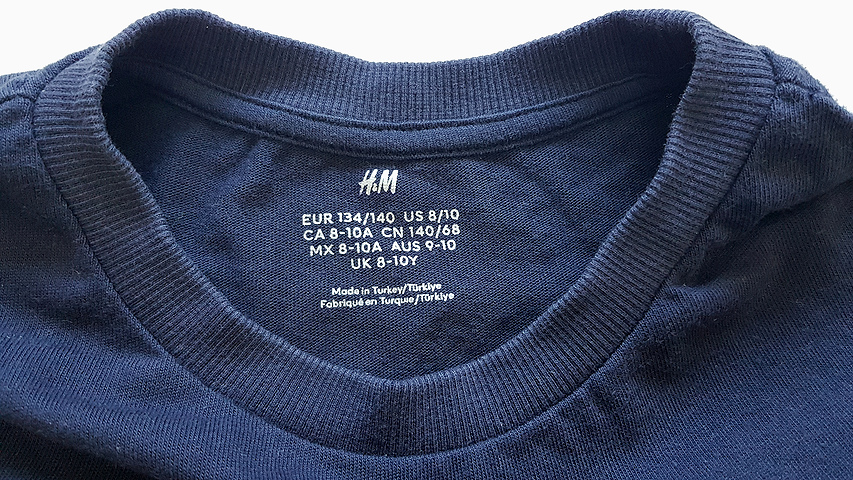 H&M
EUR 134/140 US 8/10
CA 8-10A CN 140/68
MX 8-10A AUS 9-10
UK 8-10Y
Made in Turkey/Türkiye
Fabriqué en Turquie/Türkiye